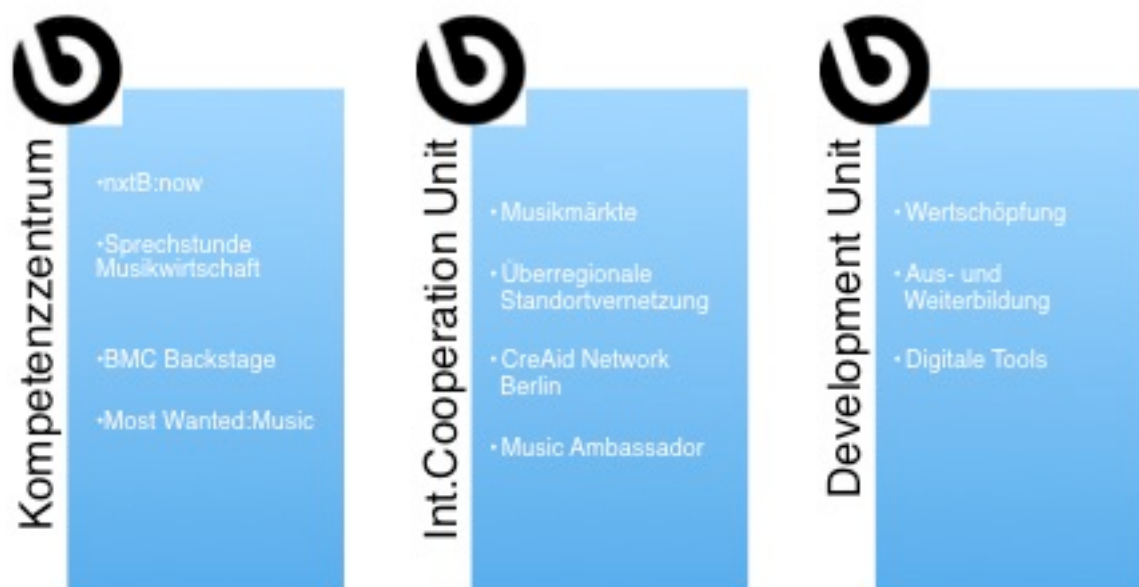 Kompetenzzentrum
•nxtB:now
•Sprechstunde
Musikwirtschaft
•BMC Backstage
•Most Wanted:Music
Int.Cooperation Unit
• Musikmärkte
• Überregionale
Standortvernetzung
• CreAid Network
Berlin
• Music Ambassador
Development Unit
• Wertschöpfung
• Aus- und
Weiterbildung
• Digitale Tools